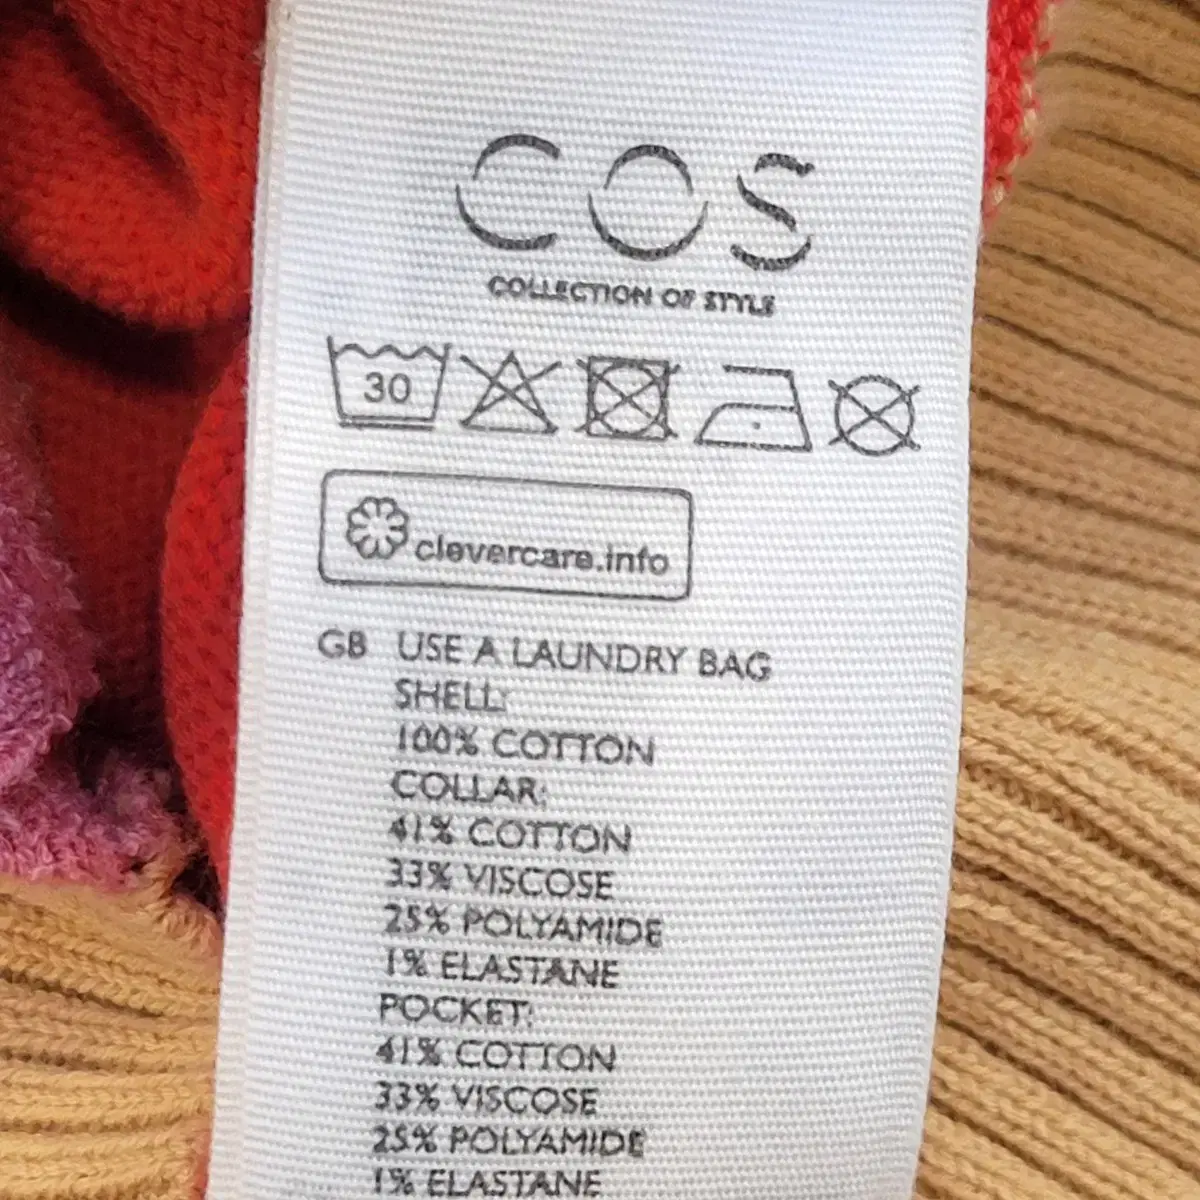 COS
COLLECTION OF STYLE
30
clevercare.info
GB USE A LAUNDRY BAG
SHELL:
100% COTTON
COLLAR:
41% COTTON
33% VISCOSE
25% POLYAMIDE
1% ELASTANE
POCKET:
41% COTTON
33% VISCOSE
25% POLYAMIDE
1% ELASTANE